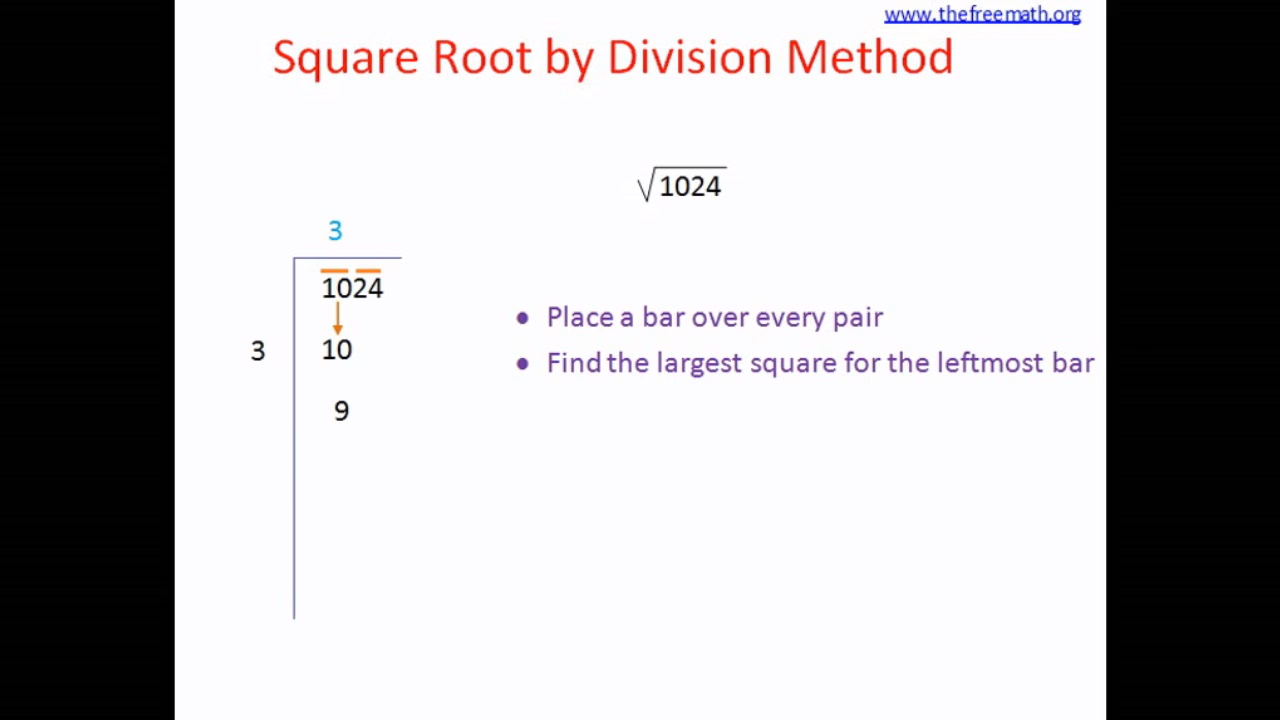 www.thefreemath.org
Square Root by Division Method
√1024
3
1024
3 10
9
• Place a bar over every pair
• Find the largest square for the leftmost bar